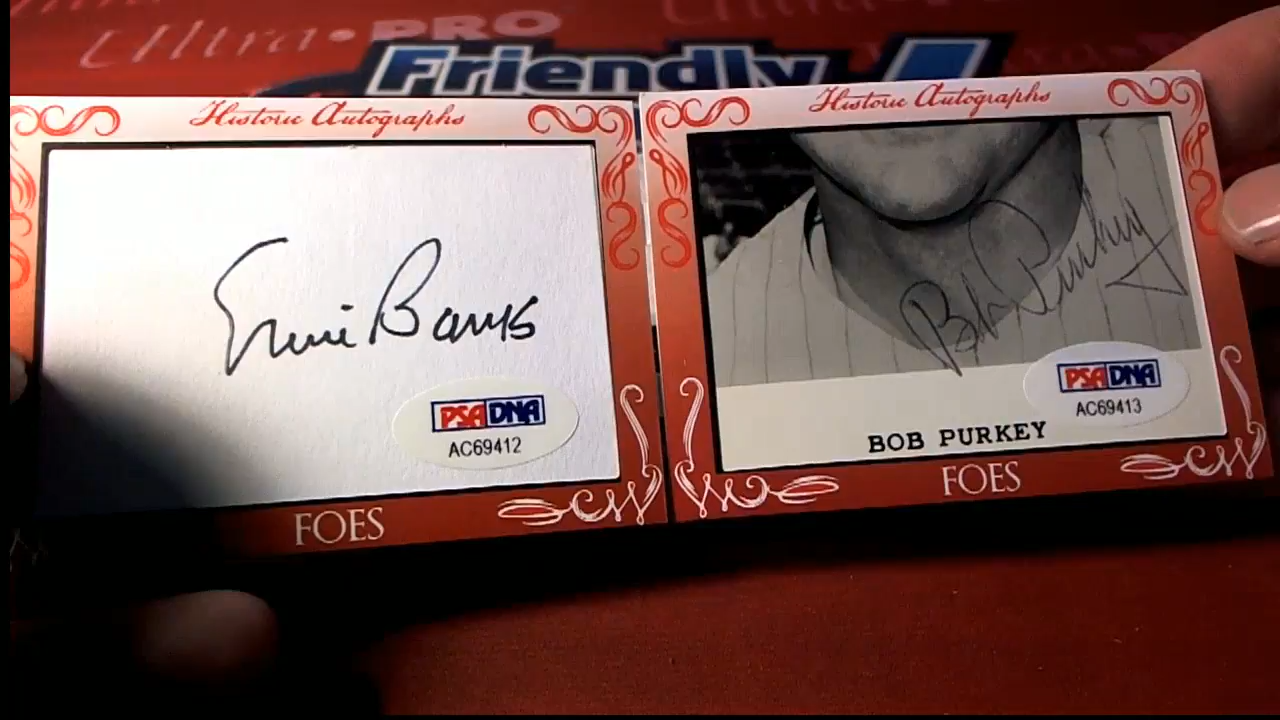 Ultra•PRO
Friendly
Historic Autographs
Ernie Banks
PSA DNA
AC69412
FOES
Historic Autographs
Bob Purkey
PSA DNA
AC69413
BOB PURKEY
FOES